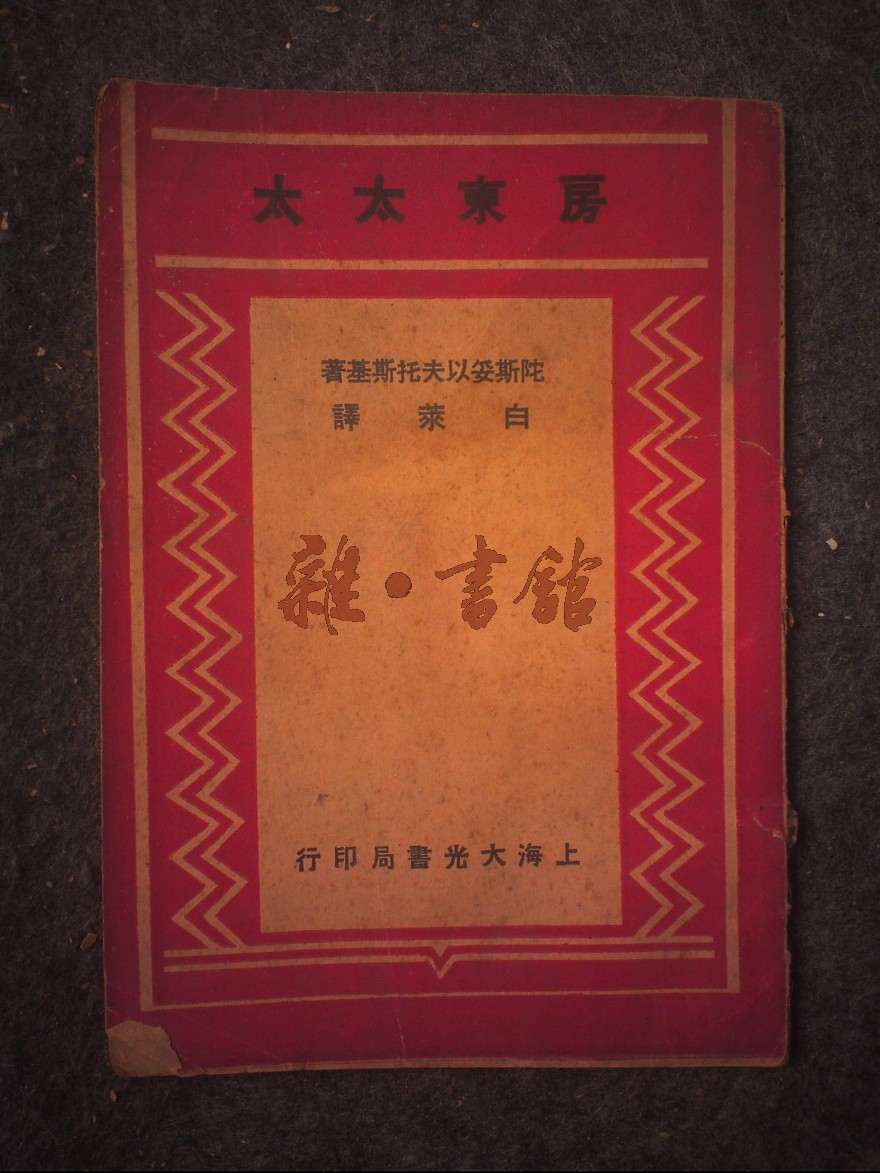 房東太太
陀斯妥以夫托斯基著
白萊譯
雜·書館
上海大光書局印行